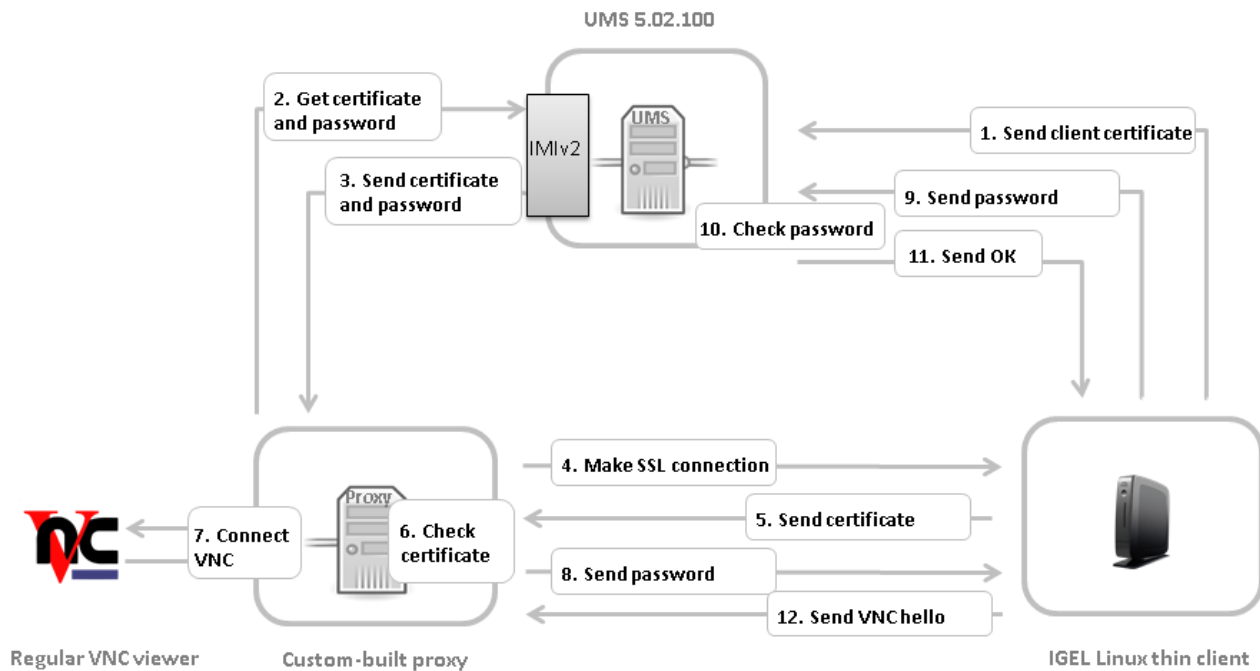 UMS 5.02.100
2. Get certificate
and password
1. Send client certificate
UMS
IMIv2
3. Send certificate
and password
9. Send password
10. Check password
11. Send OK
4. Make SSL connection
Proxy
5. Send certificate
6. Check
certificate
7. Connect
VNC
VNC
8. Send password
12. Send VNC hello
Regular VNC viewer
Custom-built proxy
IGEL Linux thin client